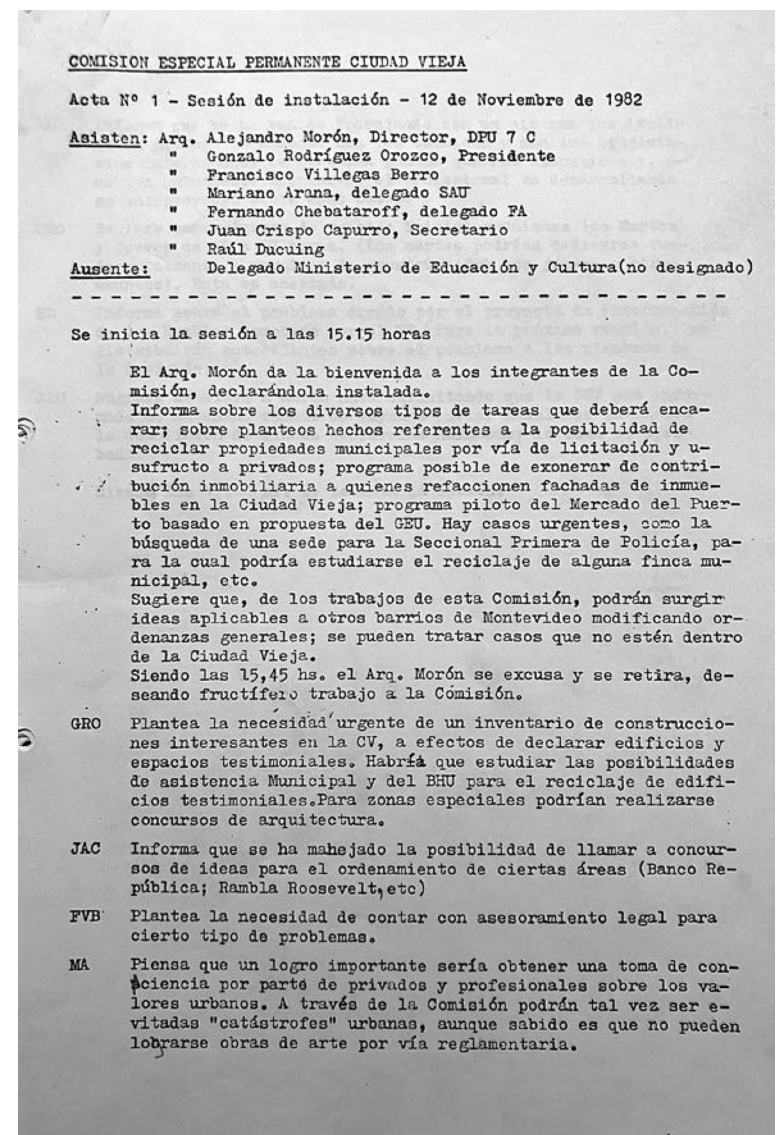 COMISION ESPECIAL PERMANENTE CIUDAD VIEJA
Acta Nº 1 - Sesión de instalación - 12 de Noviembre de 1982
Asisten: Arq. Alejandro Morón, Director, DPU 7 C
" Gonzalo Rodríguez Orozco, Presidente
" Francisco Villegas Berro
" Mariano Arana, delegado SAU
" Fernando Chebataroff, delegado FA
" Juan Crispo Capurro, Secretario
" Raúl Ducuing
Ausente: Delegado Ministerio de Educación y Cultura(no designado)
Se inicia la sesión a las 15.15 horas
El Arq. Morón da la bienvenida a los integrantes de la Co-
misión, declarándola instalada.
Informa sobre los diversos tipos de tareas que deberá enca-
rar; sobre planteos hechos referentes a la posibilidad de
reciclar propiedades municipales por vía de licitación y u-
sufructo a privados; programa posible de exonerar de contri-
bución inmobiliaria a quienes refaccionen fachadas de inmue-
bles en la Ciudad Vieja; programa piloto del Mercado del Puer-
to basado en propuesta del GEU. Hay casos urgentes, como la
búsqueda de una sede para la Seccional Primera de Policía, pa-
ra la cual podría estudiarse el reciclaje de alguna finca mu-
nicipal, etc.
Sugiere que, de los trabajos de esta Comisión, podrán surgir
ideas aplicables a otros barrios de Montevideo modificando or-
denanzas generales; se pueden tratar casos que no estén dentro
de la Ciudad Vieja.
Siendo las 15,45 hs. el Arq. Morón se excusa y se retira, de-
seando fructífero trabajo a la Comisión.
GRO Plantea la necesidad urgente de un inventario de construccio-
nes interesantes en la CV, a efectos de declarar edificios y
espacios testimoniales. Habría que estudiar las posibilidades
de asistencia Municipal y del BHU para el reciclaje de edifi-
cios testimoniales.Para zonas especiales podrían realizarse
concursos de arquitectura.
JAC Informa que se ha mahejado la posibilidad de llamar a concur-
sos de ideas para el ordenamiento de ciertas áreas (Banco Re-
pública; Rambla Roosevelt, etc)
FVB Plantea la necesidad de contar con asesoramiento legal para
cierto tipo de problemas.
MA Piensa que un logro importante sería obtener una toma de con-
ciencia por parte de privados y profesionales sobre los va-
lores urbanos. A través de la Comisión podrán tal vez ser e-
vitadas "catástrofes" urbanas, aunque sabido es que no pueden
lograrse obras de arte por vía reglamentaria.